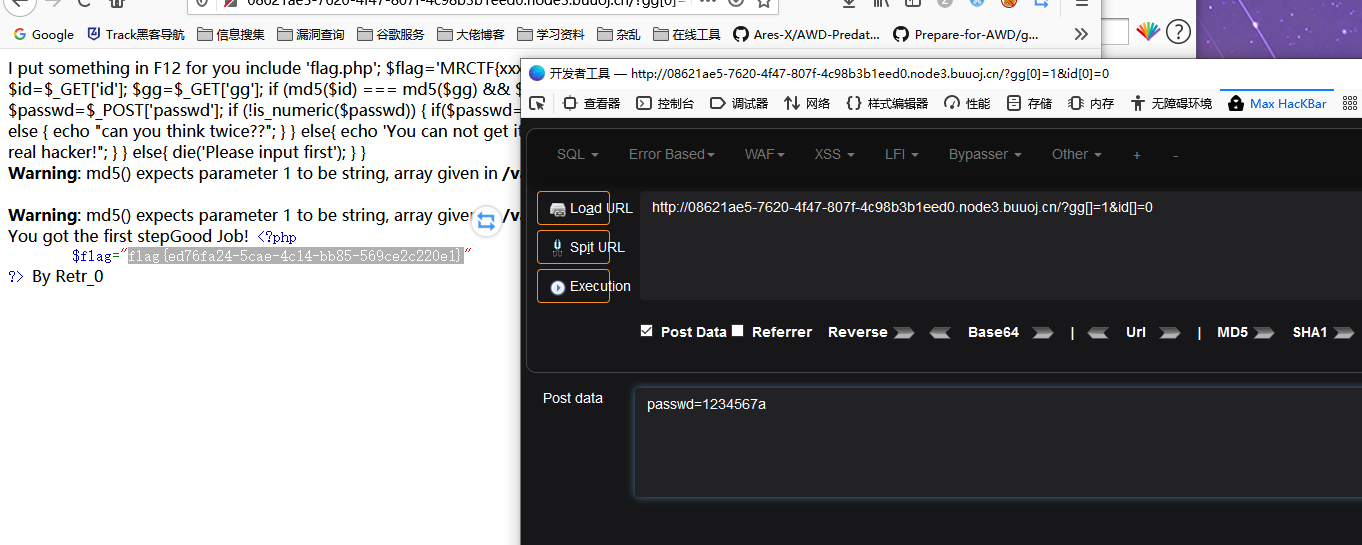 08621ae5-7620-4f47-807f-4c98b3b1eed0.node3.buuoj.cn/?gg[0]=
Google Track黑客导航 信息搜集 漏洞查询 谷歌服务 大佬博客 学习资料 杂乱 在线工具 Ares-X/AWD-Predat... Prepare-for-AWD/g...
I put something in F12 for you include 'flag.php'; $flag='MRCTF{xxx
$id=$_GET['id']; $gg=$_GET['gg']; if (md5($id) === md5($gg) && $
$passwd=$_POST['passwd']; if (!is_numeric($passwd)) { if($passwd=
else { echo "can you think twice??"; } } else{ echo 'You can not get it
real hacker!"; } } else{ die('Please input first'); } }
Warning: md5() expects parameter 1 to be string, array given in /va
Warning: md5() expects parameter 1 to be string, array given /va
You got the first stepGood Job! <?php
$flag="flag{ed76fa24-5cae-4c14-bb85-569ce2c220e1}"
?> By Retr_0
开发者工具 — http://08621ae5-7620-4f47-807f-4c98b3b1eed0.node3.buuoj.cn/?gg[0]=1&id[0]=0
查看器 控制台 调试器 网络 {} 样式编辑器 性能 存储 内存 无障碍环境 Max HacKBar
SQL Error Based WAF XSS LFI Bypasser Other + -
Load URL http://08621ae5-7620-4f47-807f-4c98b3b1eed0.node3.buuoj.cn/?gg[]=1&id[]=0
Split URL
Execution
Post Data Referrer Reverse Base64 | Url | MD5 SHA1
Post data passwd=1234567a